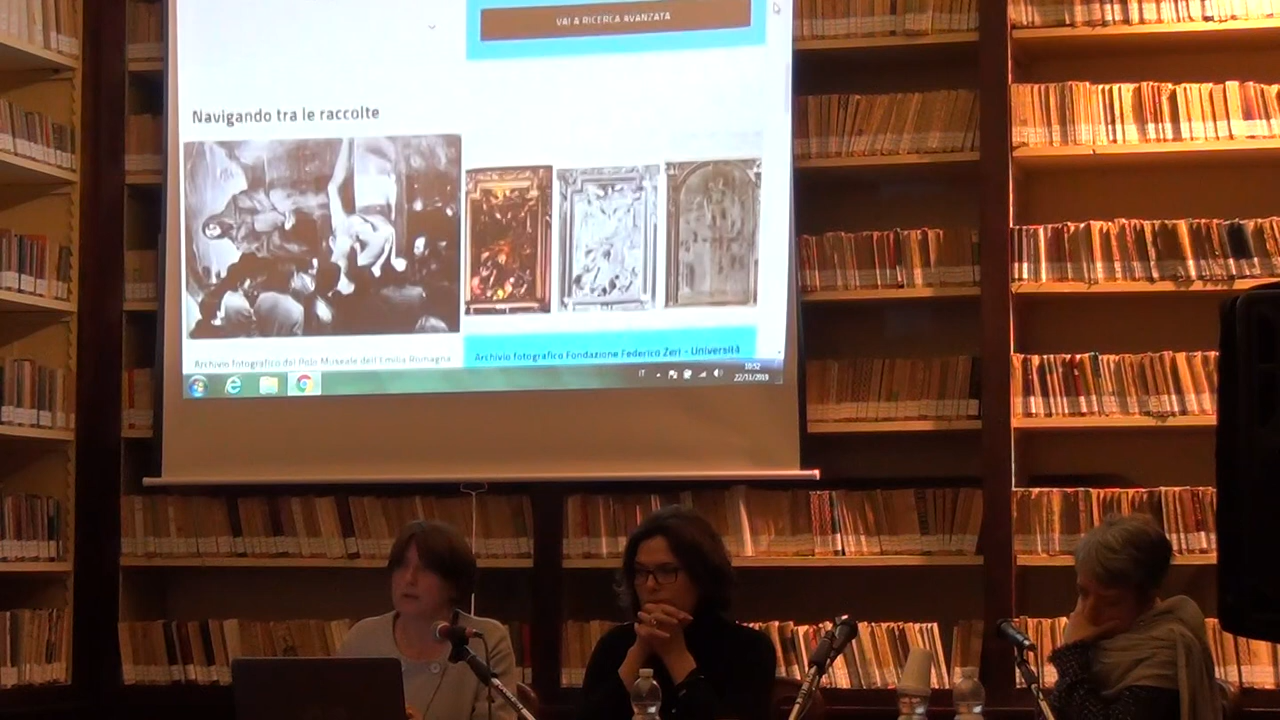 VAI A RICERCA AVANZATA
Navigando tra le raccolte
Archivio fotografico del Polo Museale dell'Emilia Romagna
Archivio fotografico Fondazione Federico Zeri - Università
IT
10:52
22/11/2019